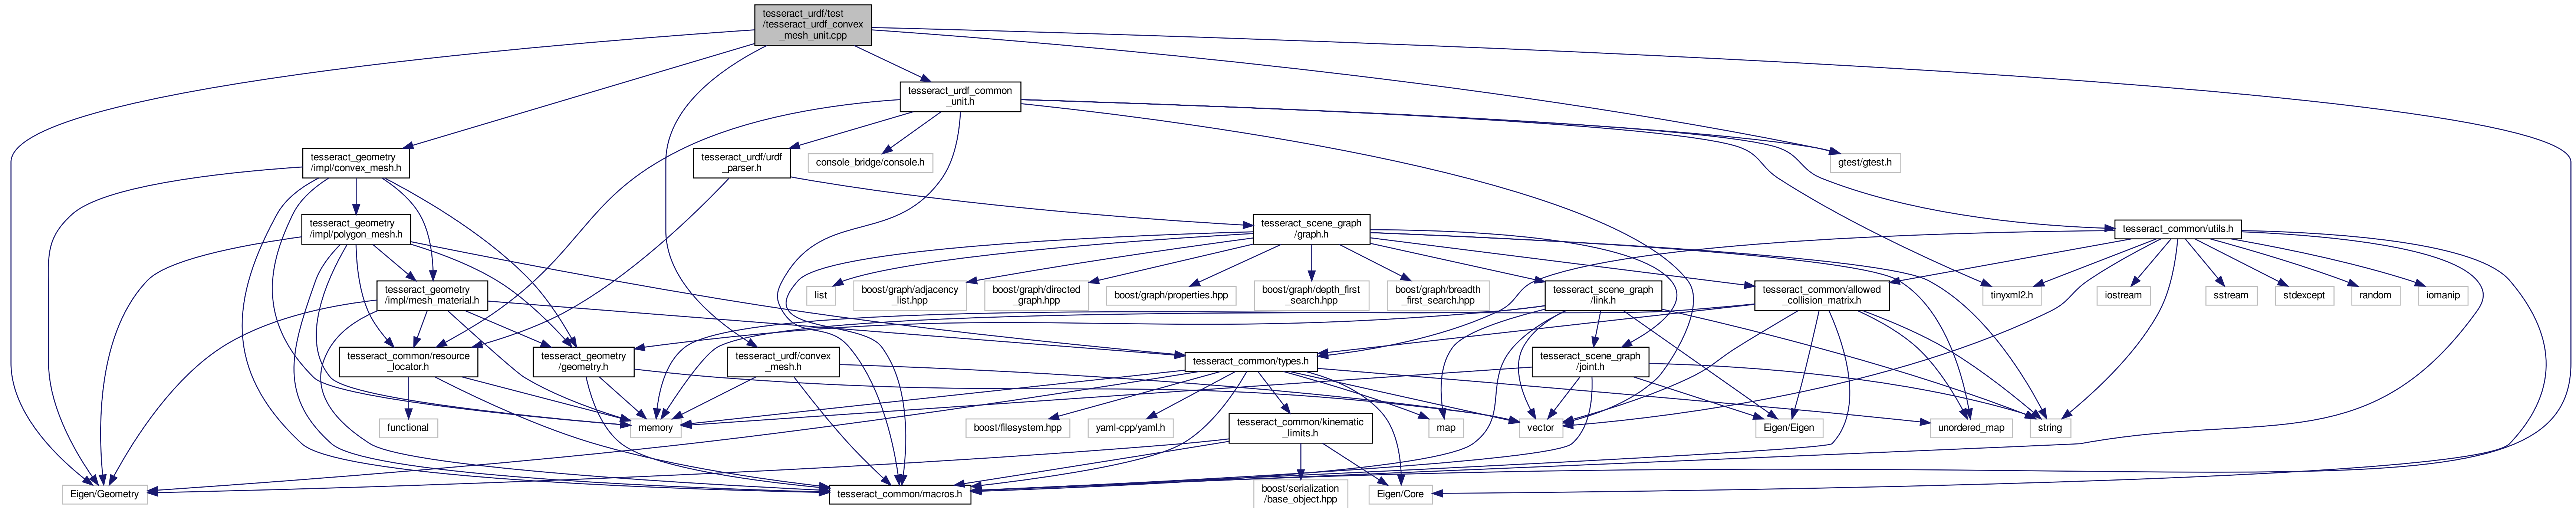 tesseract_urdf/test
/tesseract_urdf_convex
_mesh_unit.cpp
tesseract_urdf_common
_unit.h
tesseract_geometry
/impl/convex_mesh.h
tesseract_urdf/urdf
_parser.h
console_bridge/console.h
gtest/gtest.h
tesseract_geometry
/impl/polygon_mesh.h
tesseract_scene_graph
/graph.h
tesseract_common/utils.h
tesseract_geometry
/impl/mesh_material.h
list
boost/graph/adjacency
_list.hpp
boost/graph/directed
_graph.hpp
boost/graph/properties.hpp
boost/graph/depth_first
_search.hpp
boost/graph/breadth
_first_search.hpp
tesseract_scene_graph
/link.h
tesseract_common/allowed
_collision_matrix.h
tinyxml2.h
iostream
sstream
stdexcept
random
iomanip
tesseract_common/resource
_locator.h
tesseract_geometry
/geometry.h
tesseract_urdf/convex
_mesh.h
tesseract_common/types.h
tesseract_scene_graph
/joint.h
functional
memory
boost/filesystem.hpp
yaml-cpp/yaml.h
tesseract_common/kinematic
_limits.h
map
vector
Eigen/Eigen
unordered_map
string
Eigen/Geometry
tesseract_common/macros.h
boost/serialization
/base_object.hpp
Eigen/Core